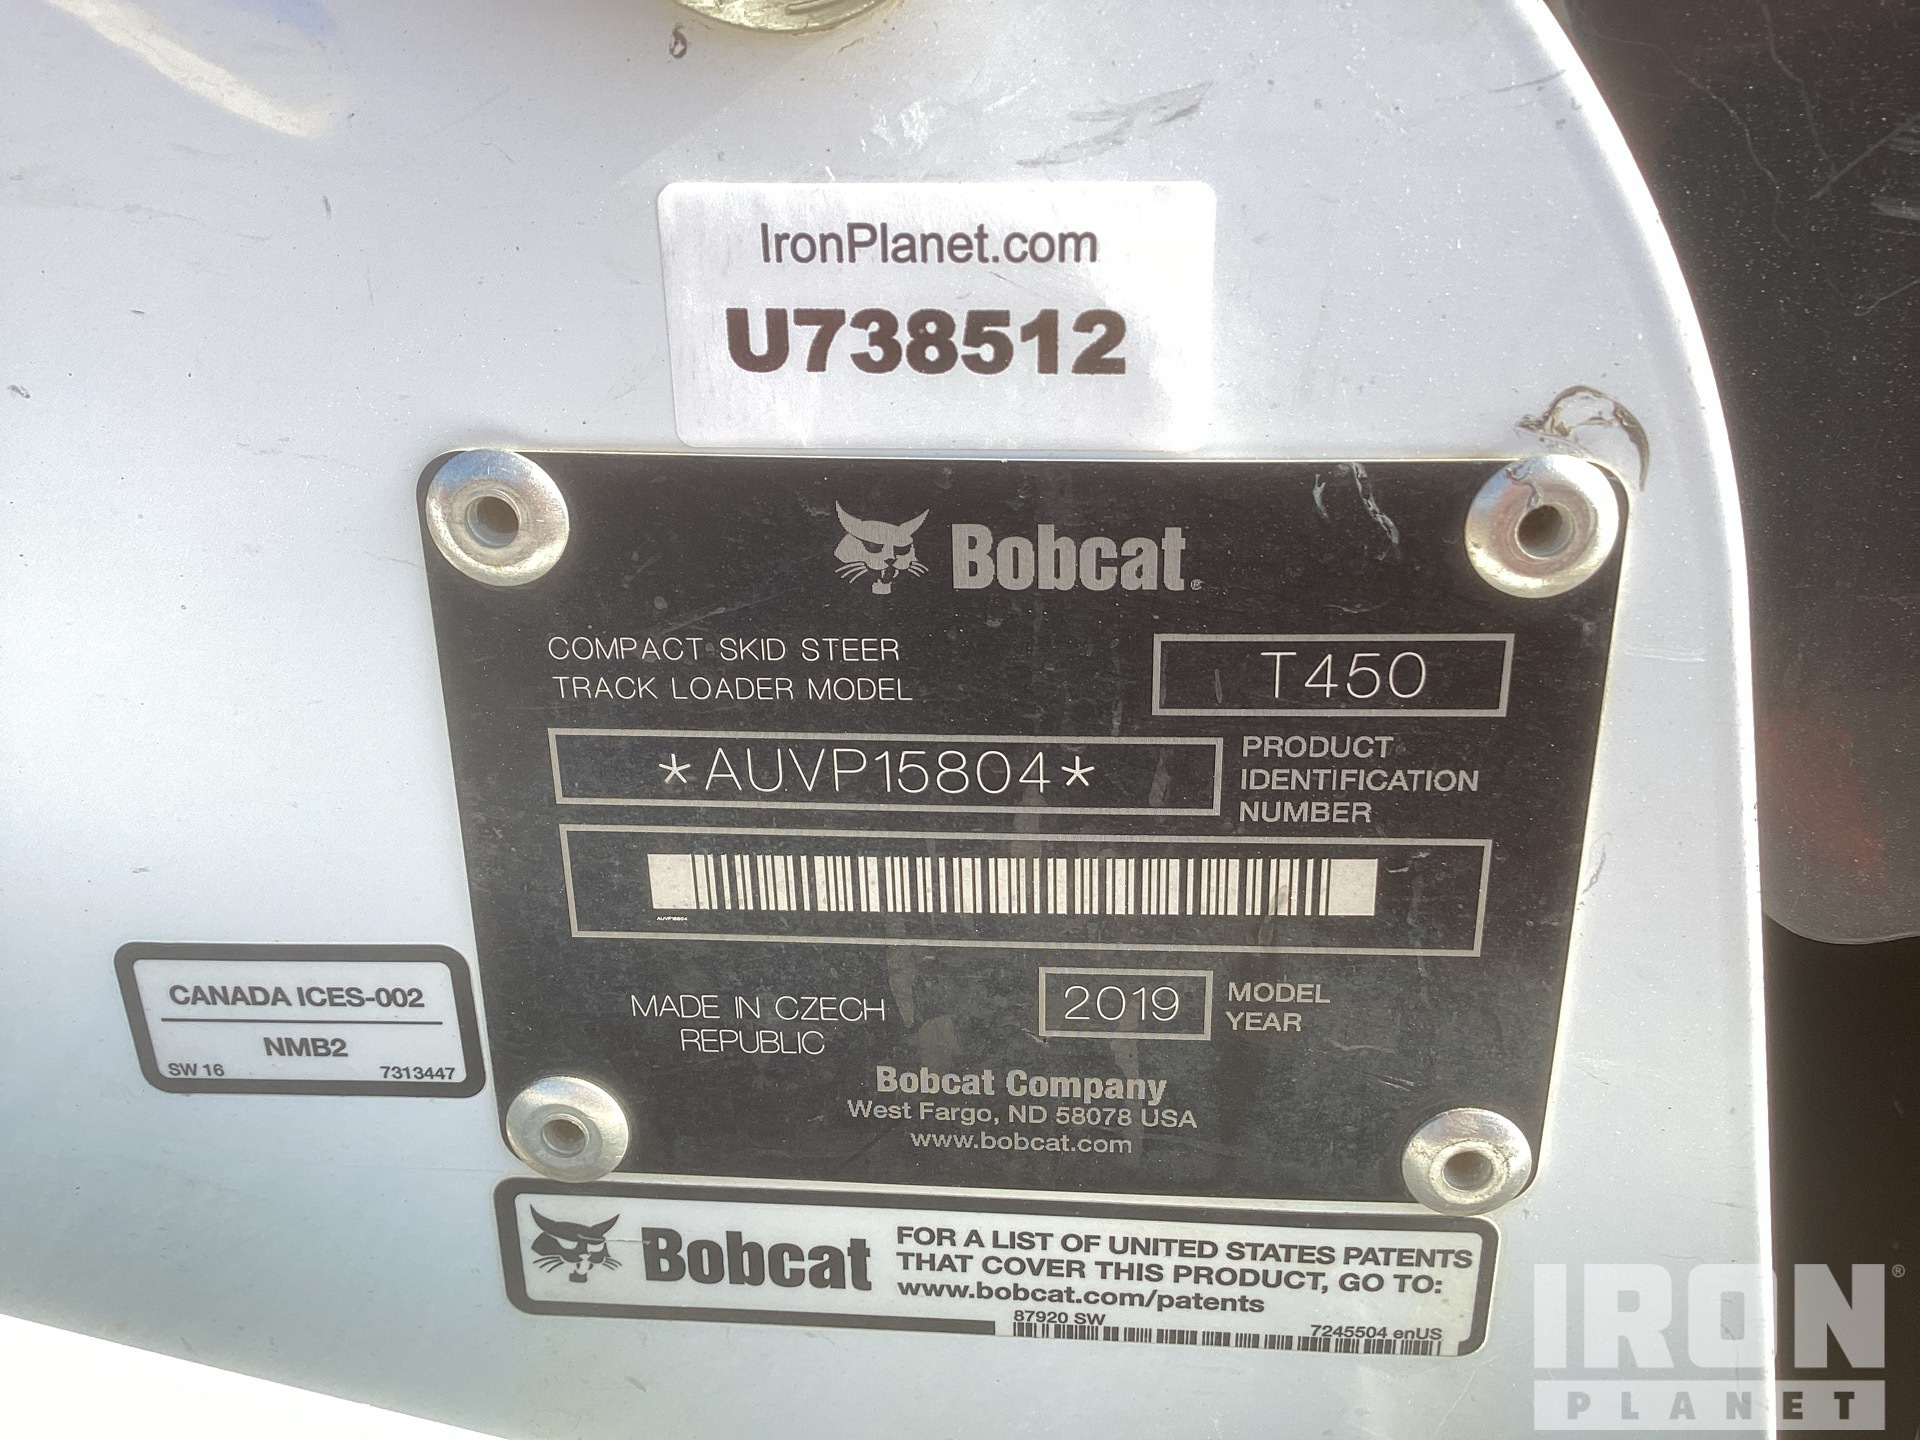 IronPlanet.com
U738512
Bobcat®
COMPACT SKID STEER
TRACK LOADER MODEL
T450
*AUVP15804*
PRODUCT
IDENTIFICATION
NUMBER
AUVP15804
MADE IN CZECH
REPUBLIC
2019
MODEL
YEAR
Bobcat Company
West Fargo, ND 58078 USA
www.bobcat.com
CANADA ICES-002
NMB2
SW 16 7313447
Bobcat
FOR A LIST OF UNITED STATES PATENTS
THAT COVER THIS PRODUCT, GO TO:
www.bobcat.com/patents
87920 SW
7245504 enUS
IRON®
PLANET